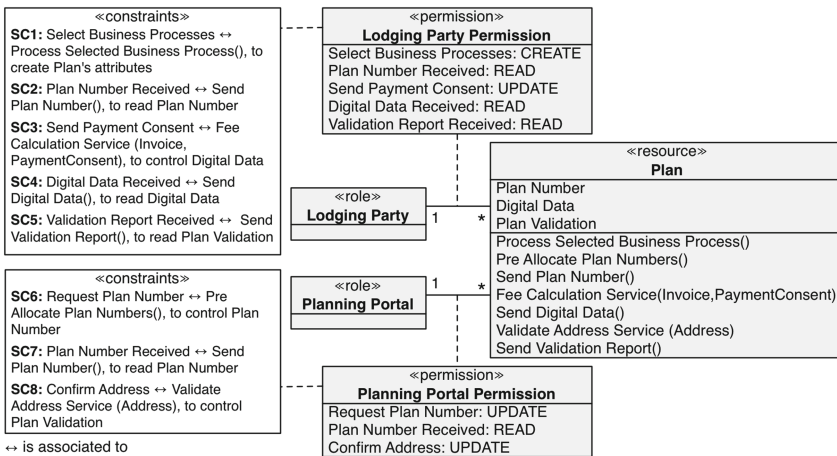 «constraints»
SC1: Select Business Processes ↔
Process Selected Business Process(), to
create Plan's attributes
SC2: Plan Number Received ↔ Send
Plan Number(), to read Plan Number
SC3: Send Payment Consent ↔ Fee
Calculation Service (Invoice,
PaymentConsent), to control Digital Data
SC4: Digital Data Received ↔ Send
Digital Data(), to read Digital Data
SC5: Validation Report Received ↔ Send
Validation Report(), to read Plan Validation
«permission»
Lodging Party Permission
Select Business Processes: CREATE
Plan Number Received: READ
Send Payment Consent: UPDATE
Digital Data Received: READ
Validation Report Received: READ
«role»
Lodging Party
1
*
«resource»
Plan
Plan Number
Digital Data
Plan Validation
Process Selected Business Process()
Pre Allocate Plan Numbers()
Send Plan Number()
Fee Calculation Service(Invoice,PaymentConsent)
Send Digital Data()
Validate Address Service (Address)
Send Validation Report()
«role»
Planning Portal
1
*
«constraints»
SC6: Request Plan Number ↔ Pre
Allocate Plan Numbers(), to control Plan
Number
SC7: Plan Number Received ↔ Send
Plan Number(), to read Plan Number
SC8: Confirm Address ↔ Validate
Address Service (Address), to control
Plan Validation
«permission»
Planning Portal Permission
Request Plan Number: UPDATE
Plan Number Received: READ
Confirm Address: UPDATE
↔ is associated to